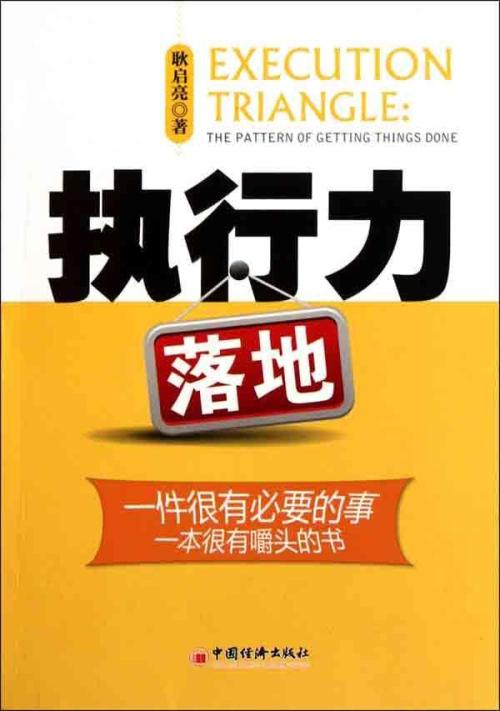 耿启亮◎著
EXECUTION
TRIANGLE:
THE PATTERN OF GETTING THINGS DONE
执行力
落地
一件很有必要的事
一本很有嚼头的书
中国经济出版社